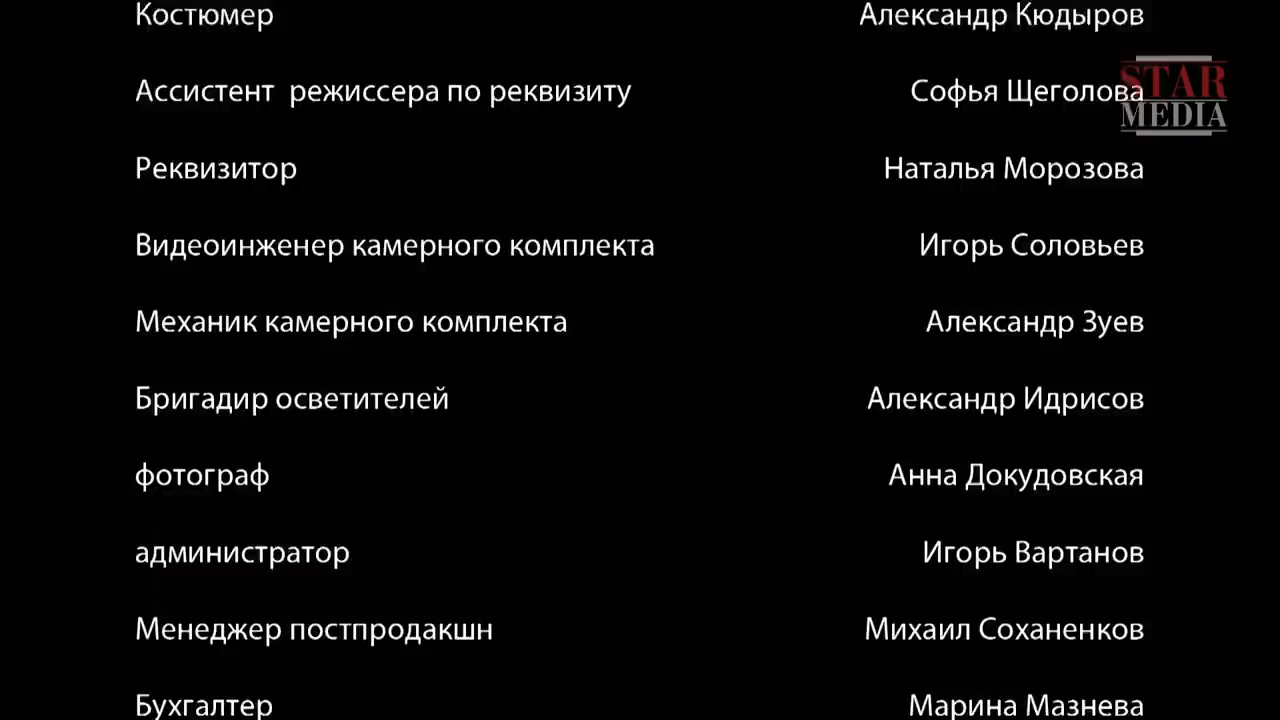 Костюмер Александр Кюдыров
Ассистент режиссера по реквизиту Софья Щеголова
Реквизитор Наталья Морозова
Видеоинженер камерного комплекта Игорь Соловьев
Механик камерного комплекта Александр Зуев
Бригадир осветителей Александр Идрисов
фотограф Анна Докудовская
администратор Игорь Вартанов
Менеджер постпродакшн Михаил Соханенков
Бухгалтер Марина Мазнева
STAR
MEDIA